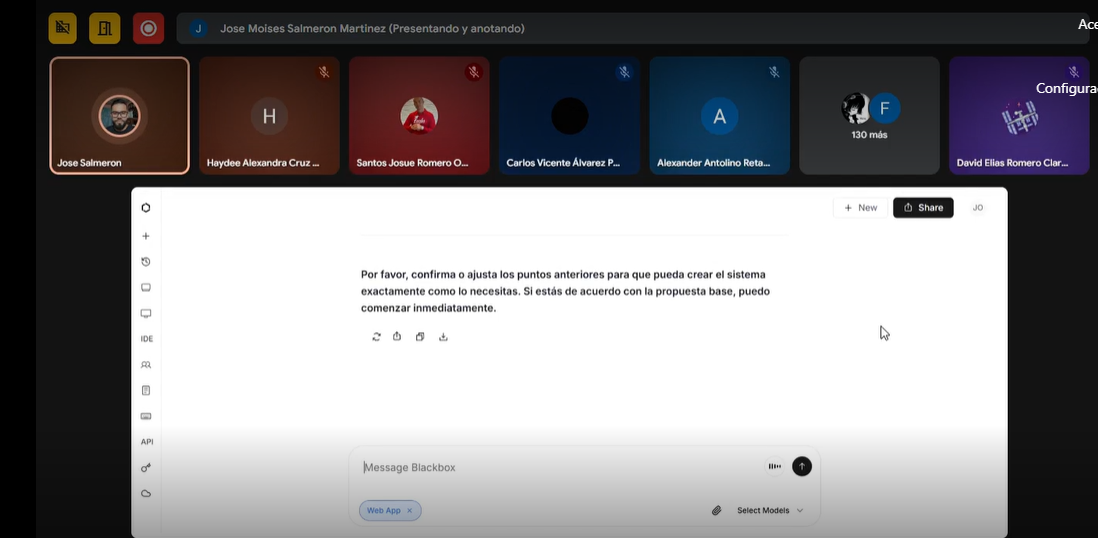 J Jose Moises Salmeron Martinez (Presentando y anotando)
Ace
Configura
Jose Salmeron
H
Haydee Alexandra Cruz ...
Santos Josue Romero O...
Carlos Vicente Álvarez P...
A
Alexander Antolino Reta...
F
130 más
David Elias Romero Clar...
+ New
Share
JO
Por favor, confirma o ajusta los puntos anteriores para que pueda crear el sistema
exactamente como lo necesitas. Si estás de acuerdo con la propuesta base, puedo
comenzar inmediatamente.
IDE
API
Message Blackbox
Web App ×
Select Models